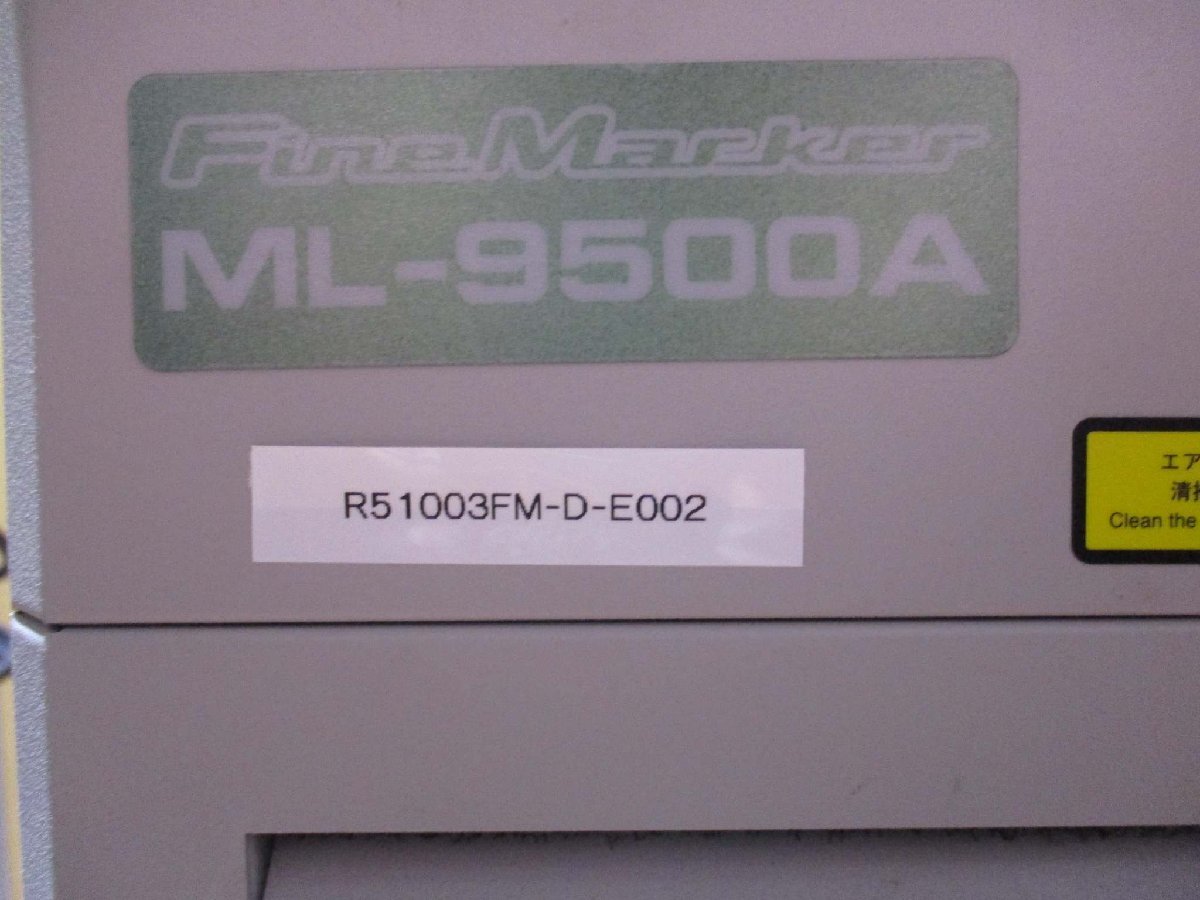 FineMarker
ML-9500A
R51003FM-D-E002
エア
清掃
Clean the